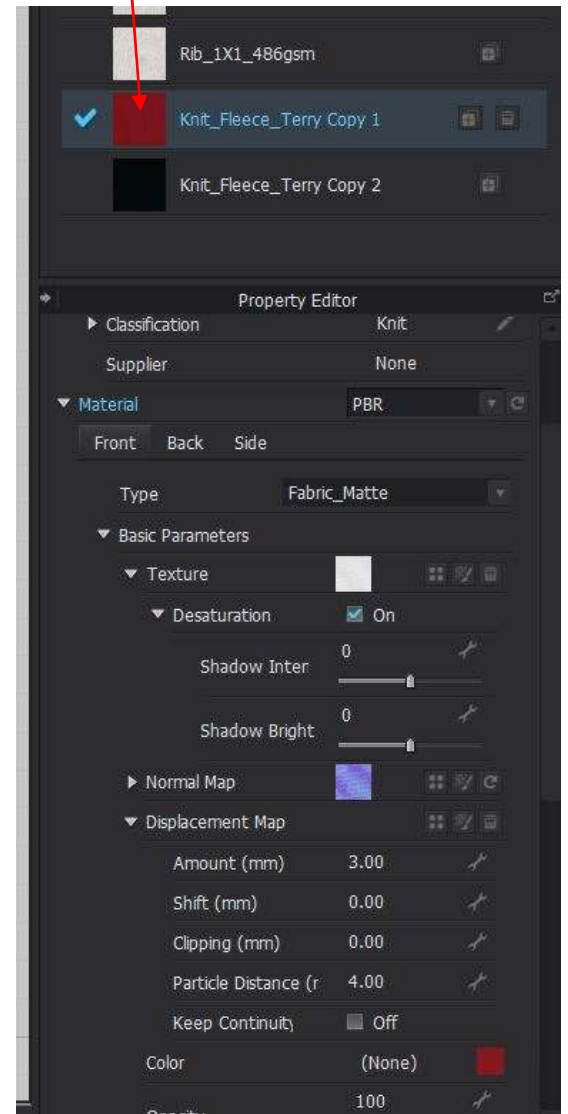 Rib_1X1_486gsm
Knit_Fleece_Terry Copy 1
Knit_Fleece_Terry Copy 2
Property Editor
Classification Knit
Supplier None
Material PBR
Front Back Side
Type Fabric_Matte
Basic Parameters
Texture
Desaturation On
Shadow Inter 0
Shadow Bright 0
Normal Map
Displacement Map
Amount (mm) 3.00
Shift (mm) 0.00
Clipping (mm) 0.00
Particle Distance (r 4.00
Keep Continuity Off
Color (None)
Opacity 100